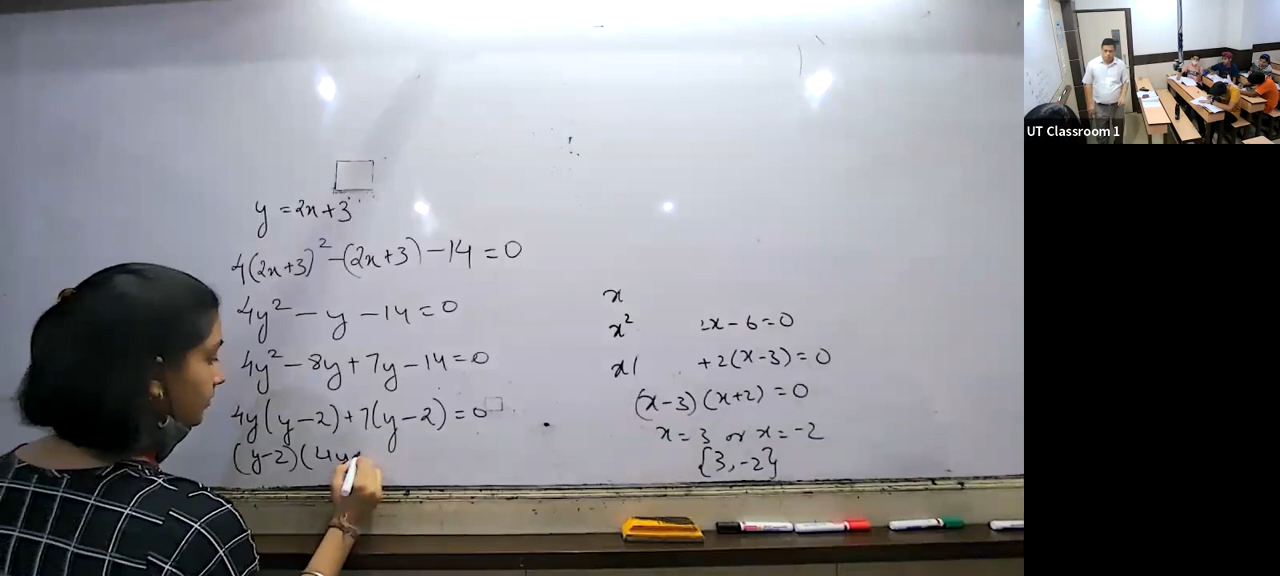 y = 2x+3
4(2x+3)² -(2x+3) -14 = 0
4y² - y - 14 = 0
4y² - 8y + 7y - 14 = 0
4y(y-2)+7(y-2) = 0
(y-2)(4y
x
x² x-6=0
x +2(x-3)=0
(x-3)(x+2) = 0
x=3 or x=-2
{3,-2}
UT Classroom 1